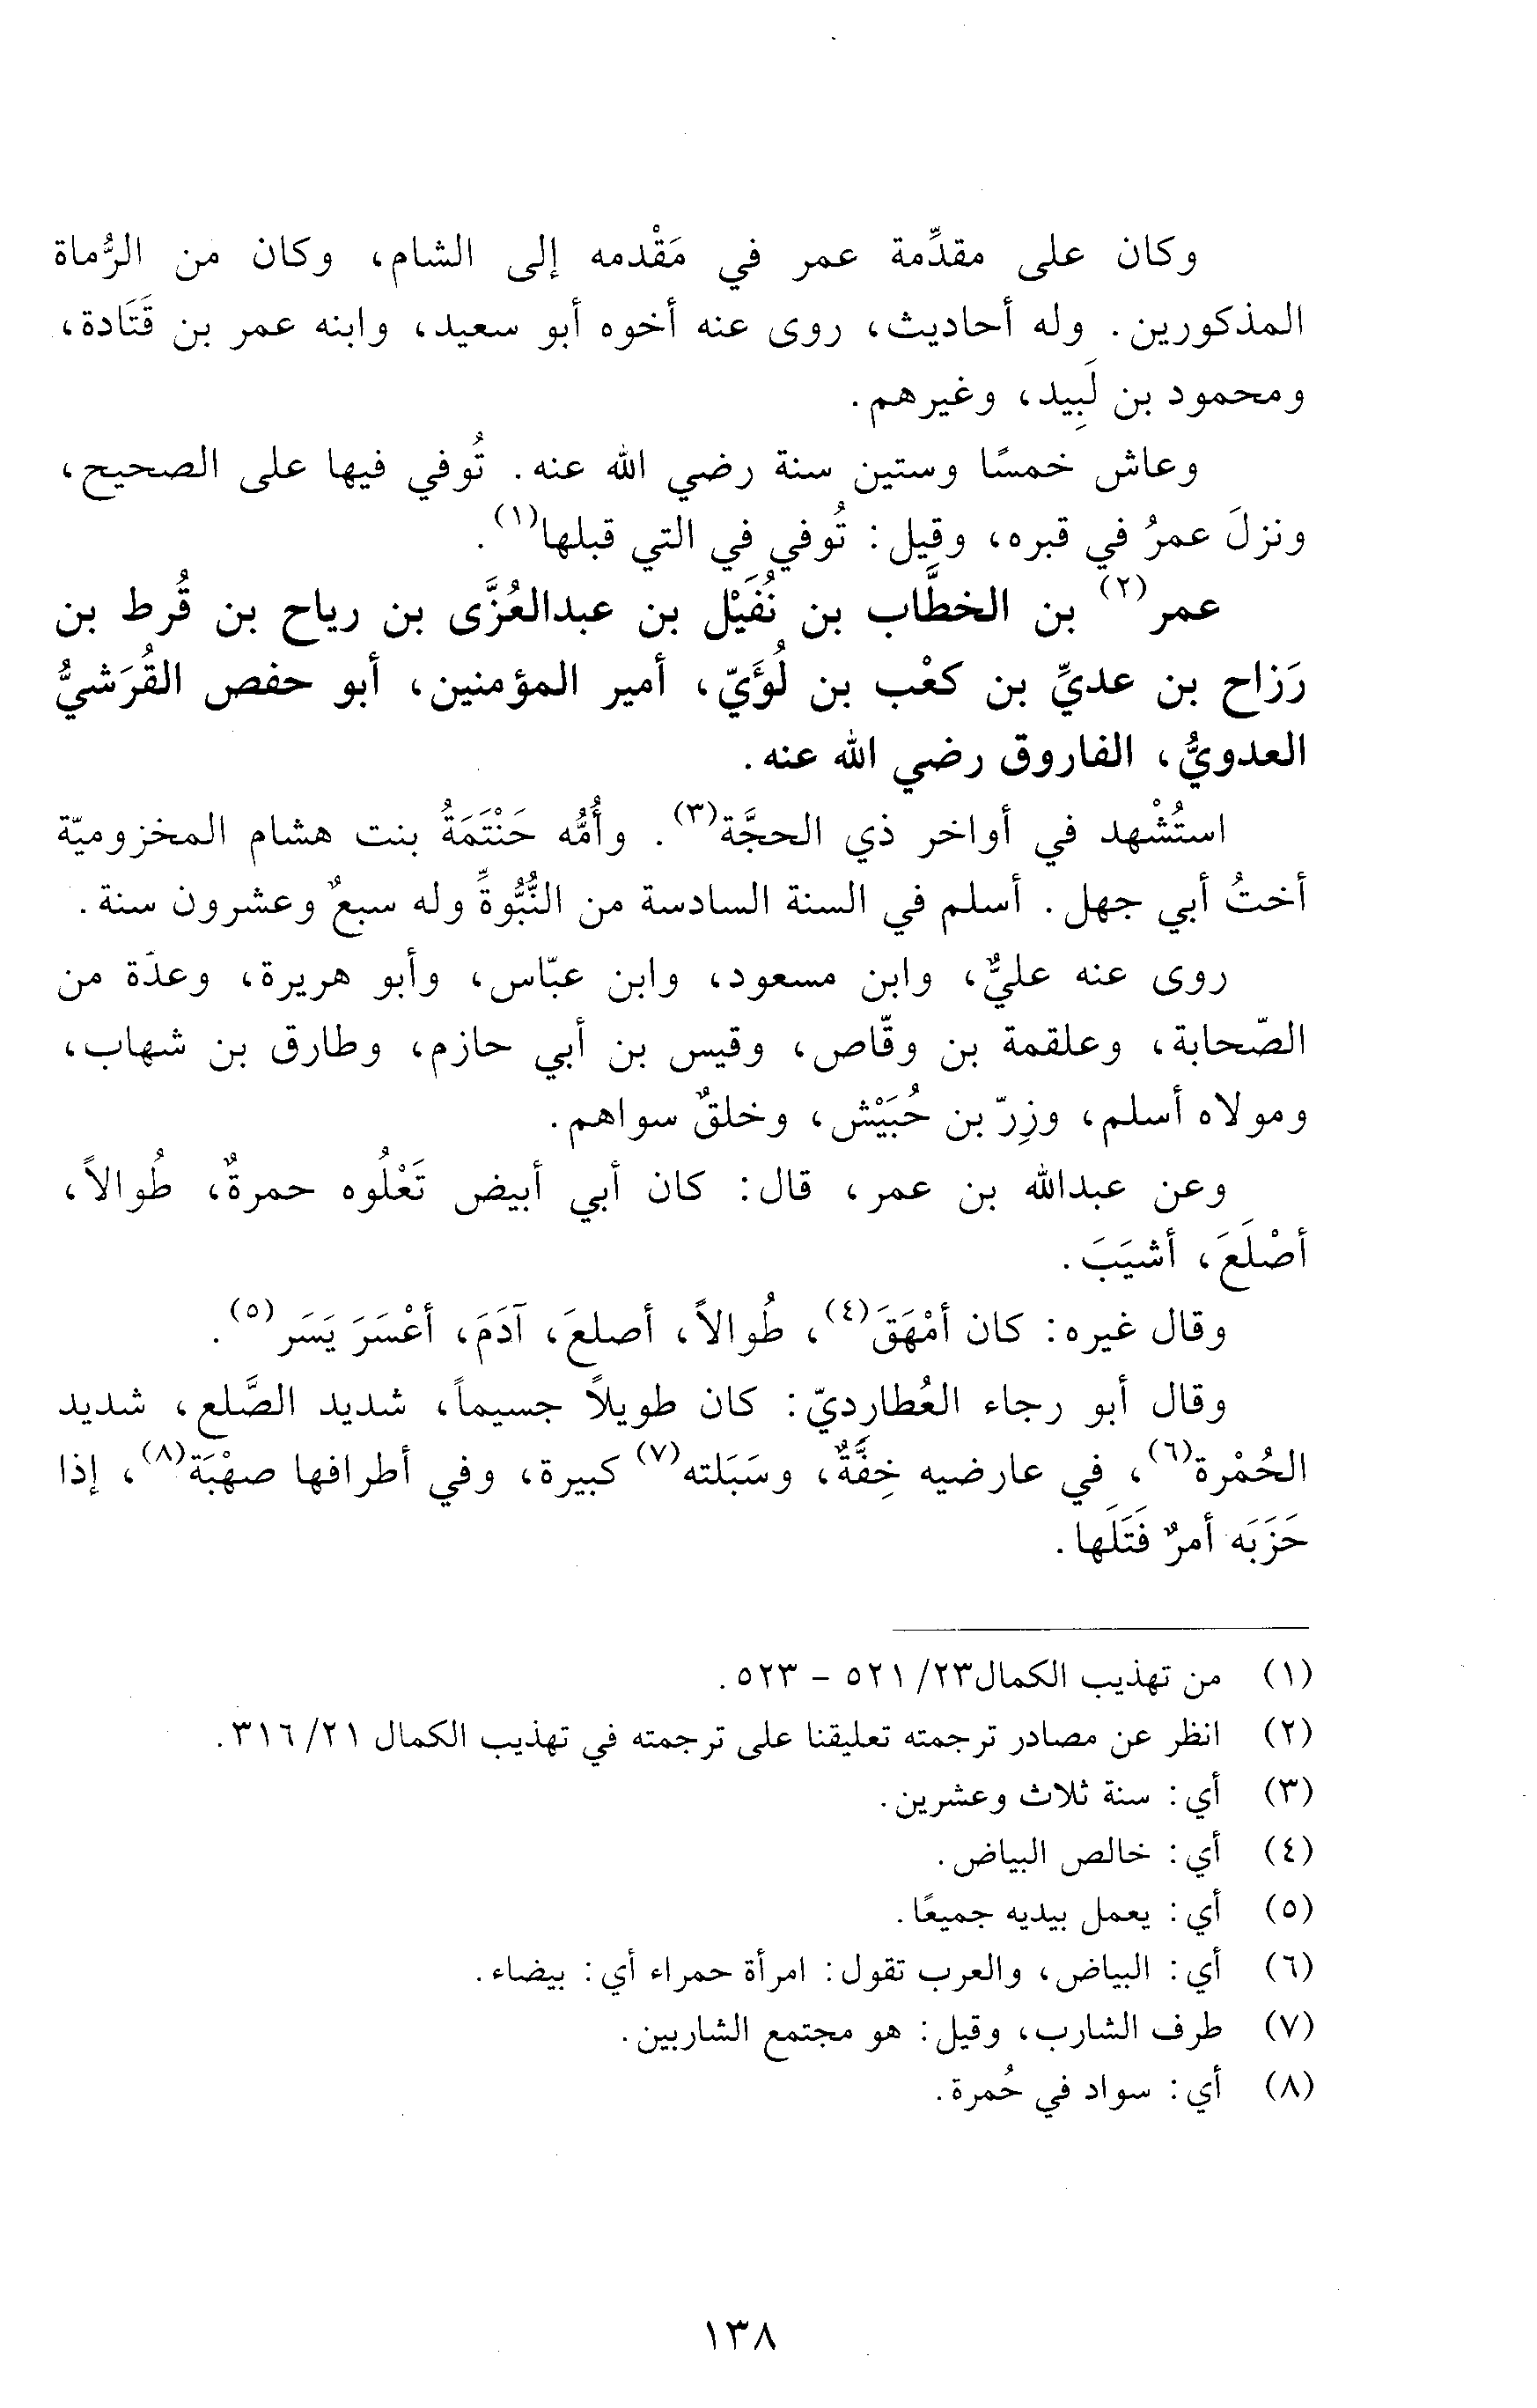 وكان على مقدِّمة عمر في مَقْدمه إلى الشام، وكان من الرُّماة
المذكورين. وله أحاديث، روى عنه أخوه أبو سعيد، وابنه عمر بن قَتَادة،
ومحمود بن لَبِيد، وغيرهم.
وعاش خمسًا وستين سنة رضي الله عنه. تُوفي فيها على الصحيح،
ونزلَ عمرُ في قبره، وقيل: تُوفي في التي قبلها(١).
عمر(٢) بن الخطَّاب بن نُفَيْل بن عبدالعُزَّى بن رياح بن قُرط بن
رَزاح بن عديِّ بن كعْب بن لُؤَيّ، أمير المؤمنين، أبو حفص القُرَشيُّ
العدويُّ، الفاروق رضي الله عنه.
استُشْهد في أواخر ذي الحجَّة(٣). وأُمُّه حَنْتَمَةُ بنت هشام المخزوميّة
أختُ أبي جهل. أسلم في السنة السادسة من النُّبُّوةِّ وله سبعٌ وعشرون سنة.
روى عنه عليٌّ، وابن مسعود، وابن عبّاس، وأبو هريرة، وعدّة من
الصّحابة، وعلقمة بن وقّاص، وقيس بن أبي حازم، وطارق بن شهاب،
ومولاه أسلم، وزِرّ بن حُبَيْش، وخلقٌ سواهم.
وعن عبدالله بن عمر، قال: كان أبي أبيض تَعْلُوه حمرةٌ، طُوالاً،
أصْلَعَ، أشيَبَ.
وقال غيره: كان أمْهَقَ(٤)، طُوالاً، أصلعَ، آدَمَ، أعْسَرَ يَسَر(٥).
وقال أبو رجاء العُطارِديّ: كان طويلاً جسيماً، شديد الصَّلع، شديد
الحُمْرة(٦)، في عارضيه خِفَّةٌ، وسَبَلته(٧) كبيرة، وفي أطرافها صهْبَة(٨)، إذا
حَزَبَه أمرٌ فَتَلَها.
(١) من تهذيب الكمال٢٣/ ٥٢١ – ٥٢٣.
(٢) انظر عن مصادر ترجمته تعليقنا على ترجمته في تهذيب الكمال ٢١/ ٣١٦.
(٣) أي: سنة ثلاث وعشرين.
(٤) أي: خالص البياض.
(٥) أي: يعمل بيديه جميعًا.
(٦) أي: البياض، والعرب تقول: امرأة حمراء أي: بيضاء.
(٧) طرف الشارب، وقيل: هو مجتمع الشاربين.
(٨) أي: سواد في حُمرة.
١٣٨